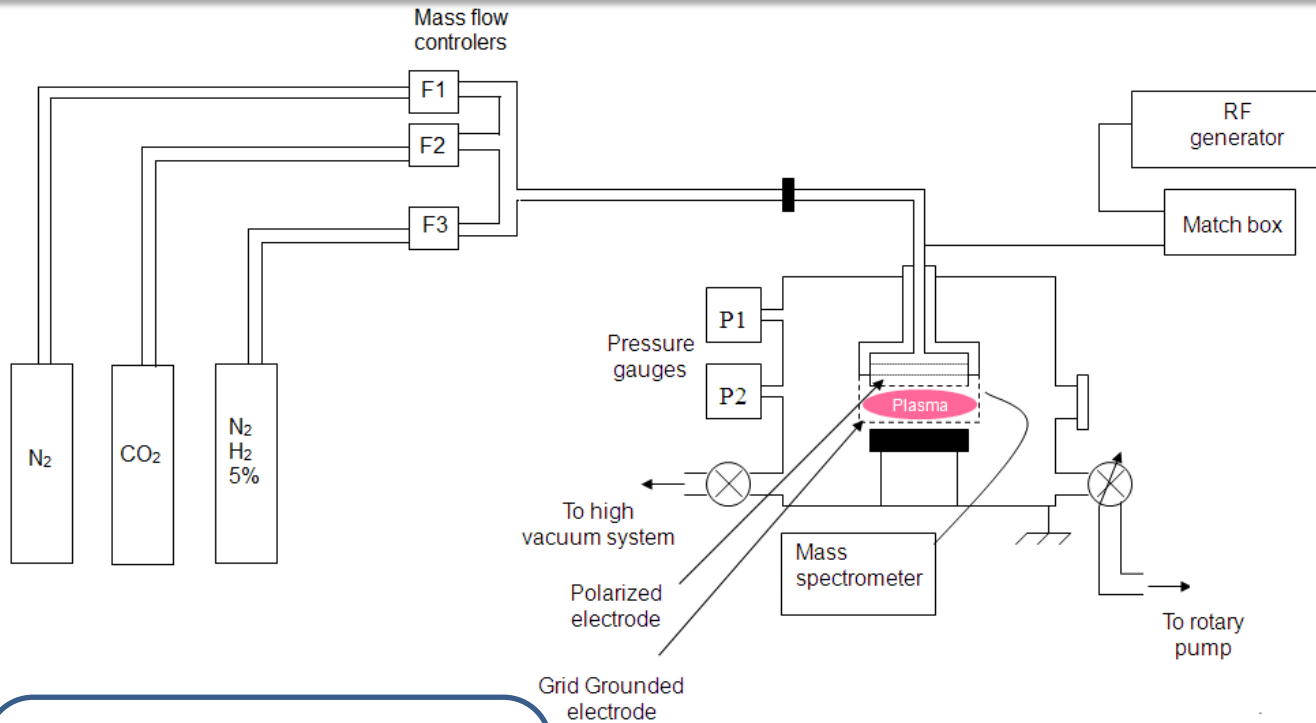 Mass flow
controlers
F1
F2
F3
RF
generator
Match box
P1
Pressure
gauges
P2
Plasma
N₂
CO₂
N₂
H₂
5%
To high
vacuum system
Mass
spectrometer
Polarized
electrode
To rotary
pump
Grid Grounded
electrode